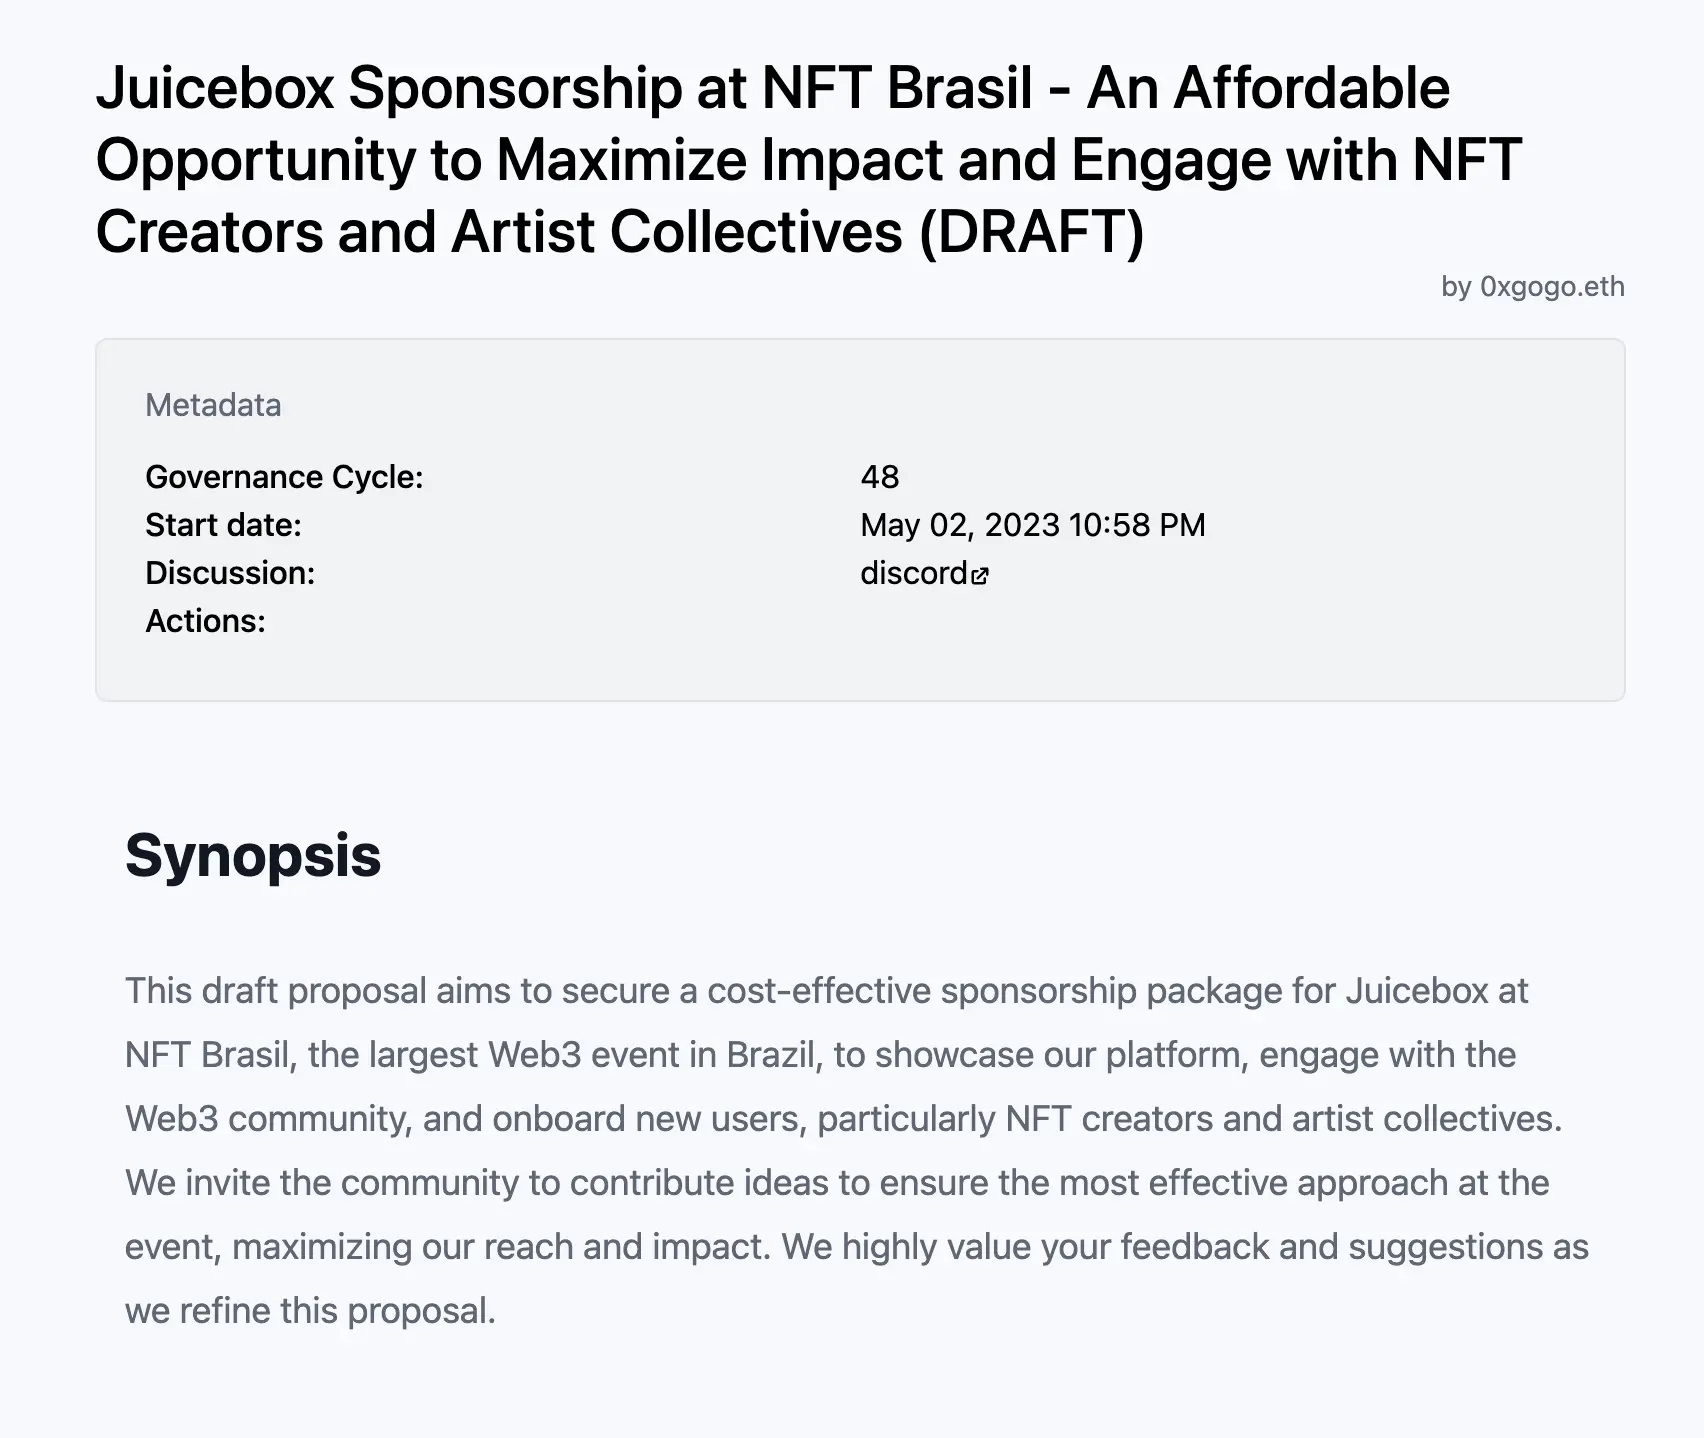 Juicebox Sponsorship at NFT Brasil - An Affordable
Opportunity to Maximize Impact and Engage with NFT
Creators and Artist Collectives (DRAFT)
by 0xgogo.eth
Metadata
Governance Cycle: 48
Start date: May 02, 2023 10:58 PM
Discussion: discord
Actions:
Synopsis
This draft proposal aims to secure a cost-effective sponsorship package for Juicebox at
NFT Brasil, the largest Web3 event in Brazil, to showcase our platform, engage with the
Web3 community, and onboard new users, particularly NFT creators and artist collectives.
We invite the community to contribute ideas to ensure the most effective approach at the
event, maximizing our reach and impact. We highly value your feedback and suggestions as
we refine this proposal.